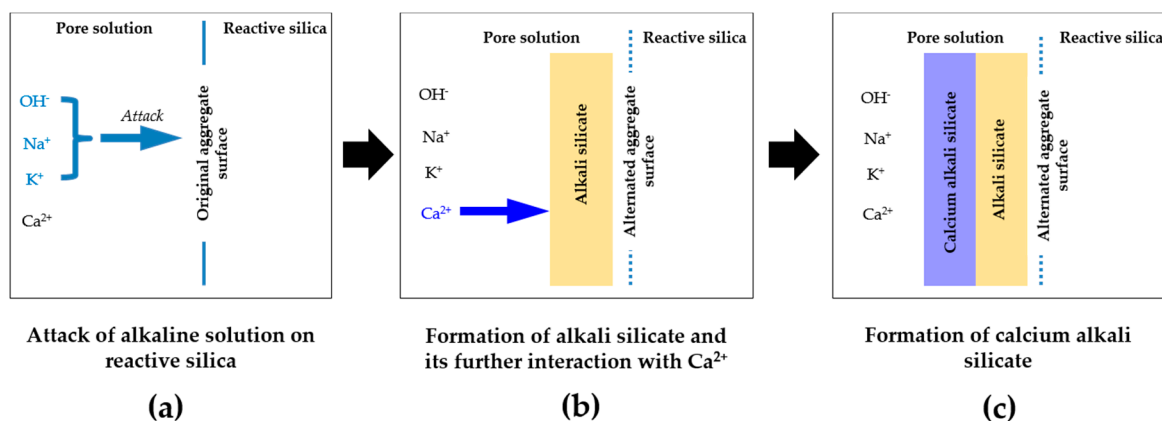 Pore solution
Reactive silica
OH⁻
Attack
Na⁺
K⁺
Ca²⁺
Original aggregate
surface
Attack of alkaline solution on
reactive silica
(a)
Pore solution
Reactive silica
OH⁻
Na⁺
K⁺
Ca²⁺
Alkali silicate
Alternated aggregate
surface
Formation of alkali silicate and
its further interaction with Ca²⁺
(b)
Pore solution
Reactive silica
OH⁻
Na⁺
K⁺
Ca²⁺
Calcium alkali silicate
Alkali silicate
Alternated aggregate
surface
Formation of calcium alkali
silicate
(c)